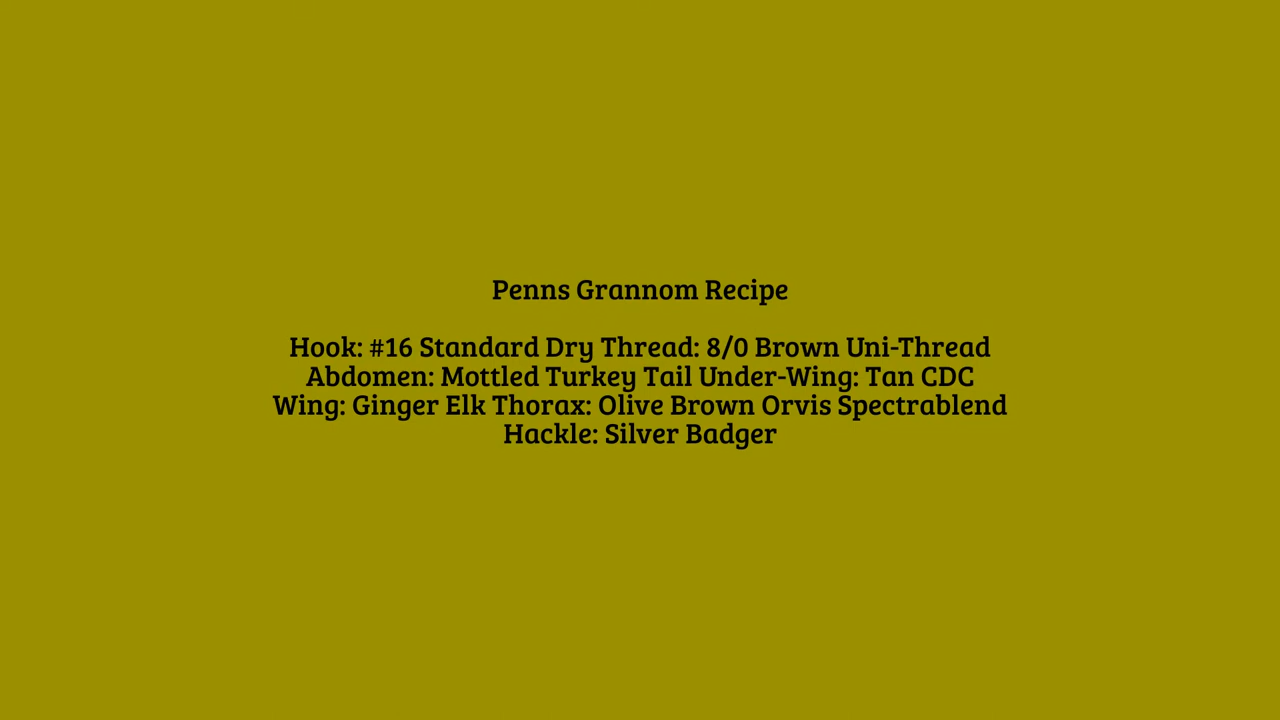 Penns Grannom Recipe
Hook: #16 Standard Dry Thread: 8/0 Brown Uni-Thread
Abdomen: Mottled Turkey Tail Under-Wing: Tan CDC
Wing: Ginger Elk Thorax: Olive Brown Orvis Spectrablend
Hackle: Silver Badger